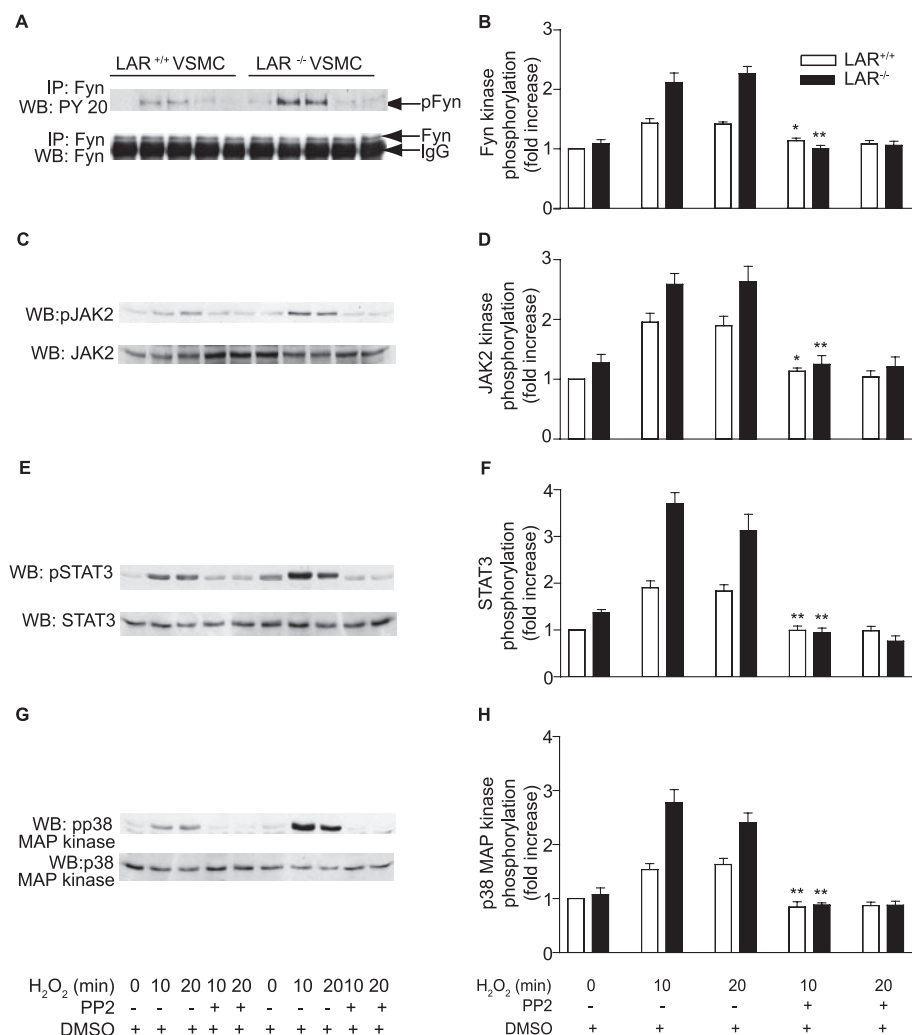 A
LAR +/+ VSMC LAR -/- VSMC
IP: Fyn
WB: PY 20
pFyn
IP: Fyn
WB: Fyn
Fyn
IgG
B
Fyn kinase
phosphorylation
(fold increase)
3
2
1
0
LAR+/+
LAR-/-
* **
C
WB:pJAK2
WB: JAK2
D
JAK2 kinase
phosphorylation
(fold increase)
3
2
1
0
* **
E
WB: pSTAT3
WB: STAT3
F
STAT3
phosphorylation
(fold increase)
4
3
2
1
0
** **
G
WB: pp38
MAP kinase
WB:p38
MAP kinase
H
p38 MAP kinase
phosphorylation
(fold increase)
4
3
2
1
0
** **
H2O2 (min) 0 10 20 10 20 0 10 20 10 20
PP2 - - - + + - - - + +
DMSO + + + + + + + + + +
H2O2 (min) 0 10 20 10 20
PP2 - - - + +
DMSO + + + + +